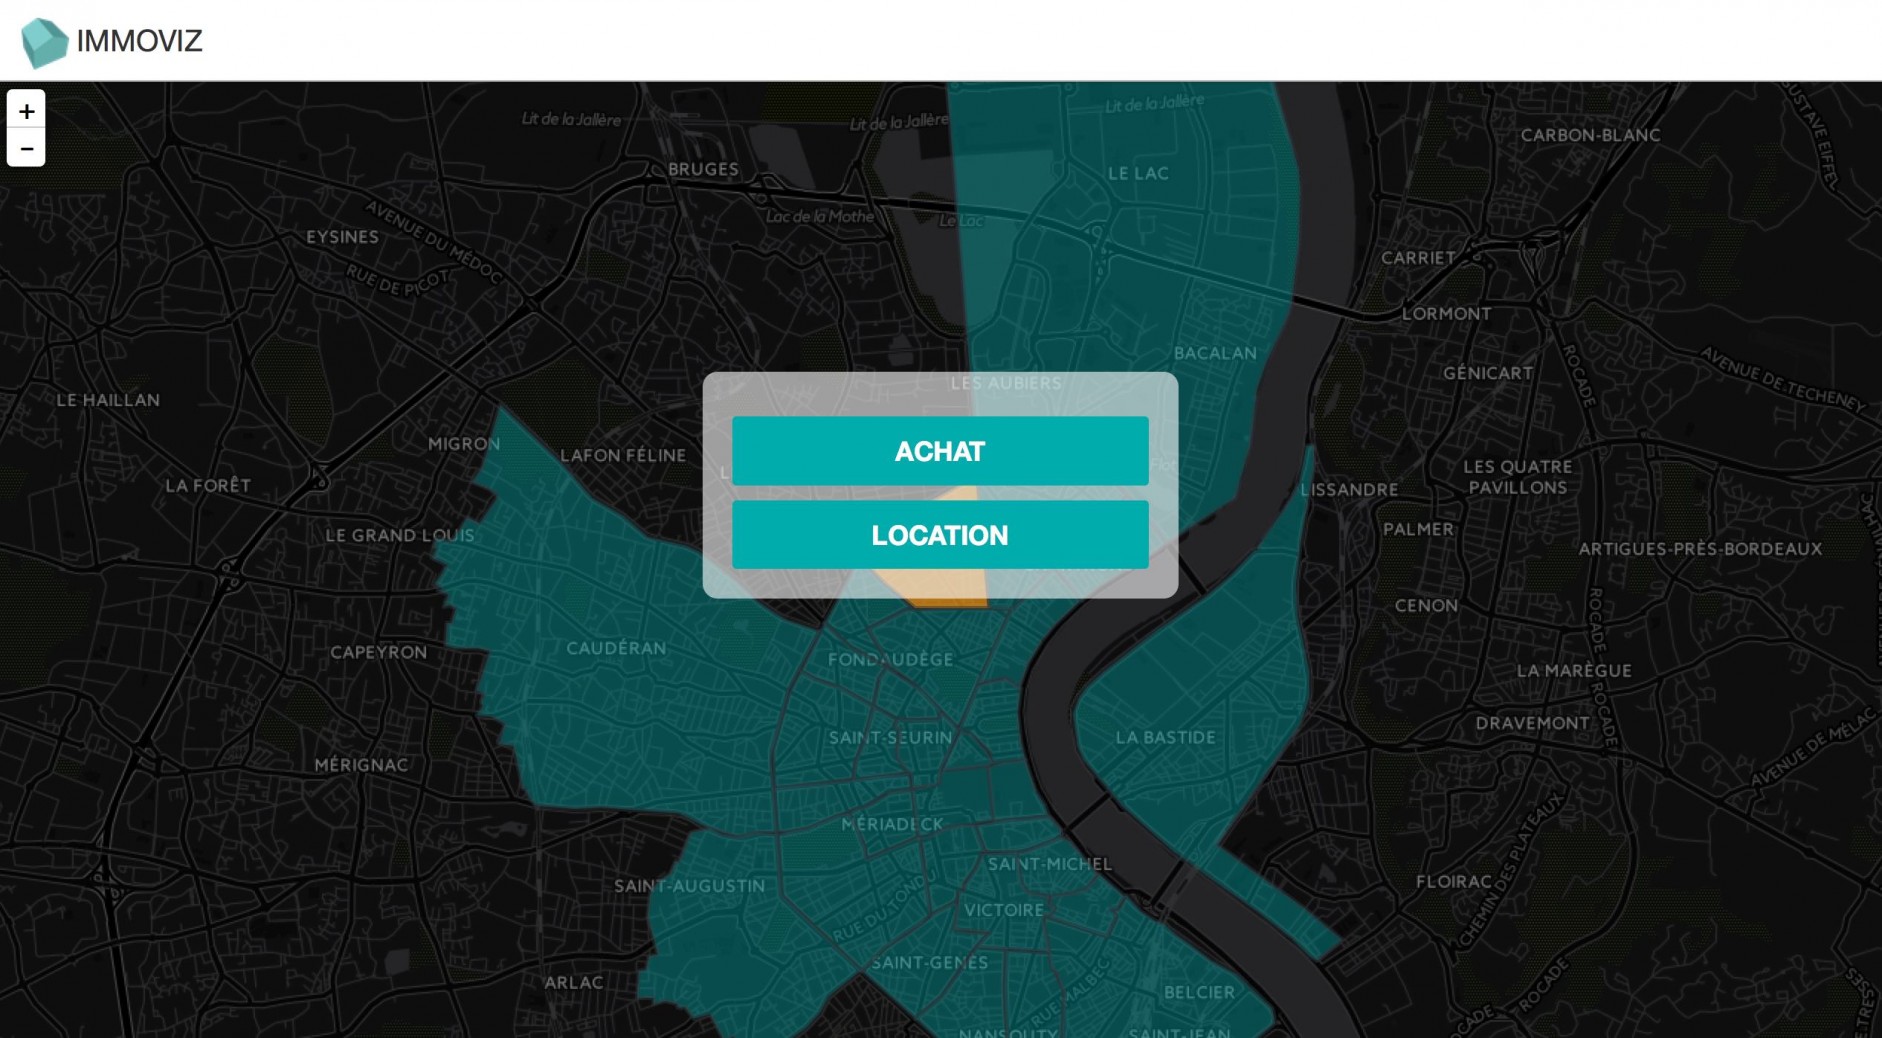 IMMOVIZ
+
−
Lit de la Jallère
Lit de la Jallère
Lit de la Jallère
CARBON-BLANC
BRUGES
LE LAC
Lac de la Mothe
Le Lac
EYSINES
AVENUE DU MÉDOC
RUE DE PICOT
CARRIET
LORMONT
BACALAN
GÉNICART
ROCADE
AVENUE DE TECHENEY
LES AUBIERS
LE HAILLAN
MIGRON
LAFON FÉLINE
ACHAT
LA FORÊT
LISSANDRE
LES QUATRE
PAVILLONS
LE GRAND LOUIS
LOCATION
PALMER
ARTIGUES-PRÈS-BORDEAUX
CENON
ROCADE
CAPEYRON
CAUDÉRAN
FONDAUDÈGE
LA MARÈGUE
ROCADE
DRAVEMONT
AVENUE DE MÉLAC
SAINT-SEURIN
LA BASTIDE
MÉRIGNAC
MÉRIADECK
CHEMIN DES PLATEAUX
SAINT-MICHEL
SAINT-AUGUSTIN
FLOIRAC
RUE DU TONDU
VICTOIRE
SAINT-GENÈS
ARLAC
RUE MALBEC
BELCIER
ROCADE
NANSOUTY
SAINT-JEAN